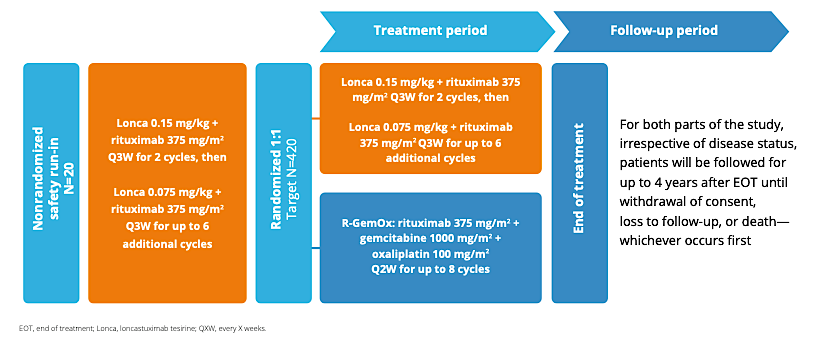 Treatment period
Follow-up period
Nonrandomized
safety run-in
N=20
Lonca 0.15 mg/kg +
rituximab 375 mg/m²
Q3W for 2 cycles, then
Lonca 0.075 mg/kg +
rituximab 375 mg/m²
Q3W for up to 6
additional cycles
Randomized 1:1
Target N=420
Lonca 0.15 mg/kg + rituximab 375
mg/m² Q3W for 2 cycles, then
Lonca 0.075 mg/kg + rituximab
375 mg/m² Q3W for up to 6
additional cycles
R-GemOx: rituximab 375 mg/m² +
gemcitabine 1000 mg/m² +
oxaliplatin 100 mg/m²
Q2W for up to 8 cycles
End of treatment
For both parts of the study,
irrespective of disease status,
patients will be followed for
up to 4 years after EOT until
withdrawal of consent,
loss to follow-up, or death—
whichever occurs first
EOT, end of treatment; Lonca, loncastuximab tesirine; QXW, every X weeks.